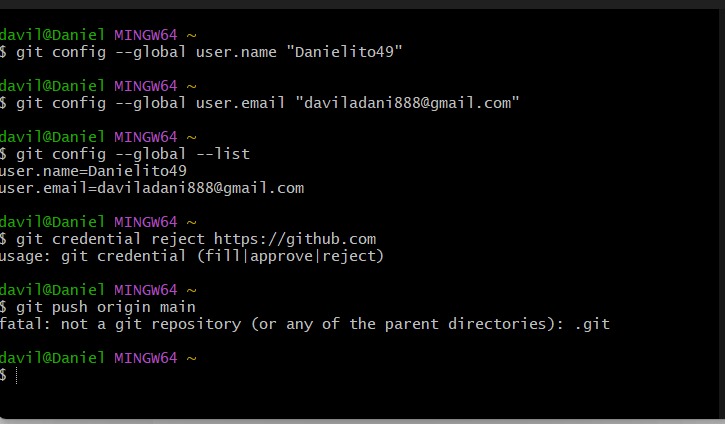 davil@Daniel MINGW64 ~
$ git config --global user.name "Danielito49"
davil@Daniel MINGW64 ~
$ git config --global user.email "daviladani888@gmail.com"
davil@Daniel MINGW64 ~
$ git config --global --list
user.name=Danielito49
user.email=daviladani888@gmail.com
davil@Daniel MINGW64 ~
$ git credential reject https://github.com
usage: git credential (fill|approve|reject)
davil@Daniel MINGW64 ~
$ git push origin main
fatal: not a git repository (or any of the parent directories): .git
davil@Daniel MINGW64 ~
$